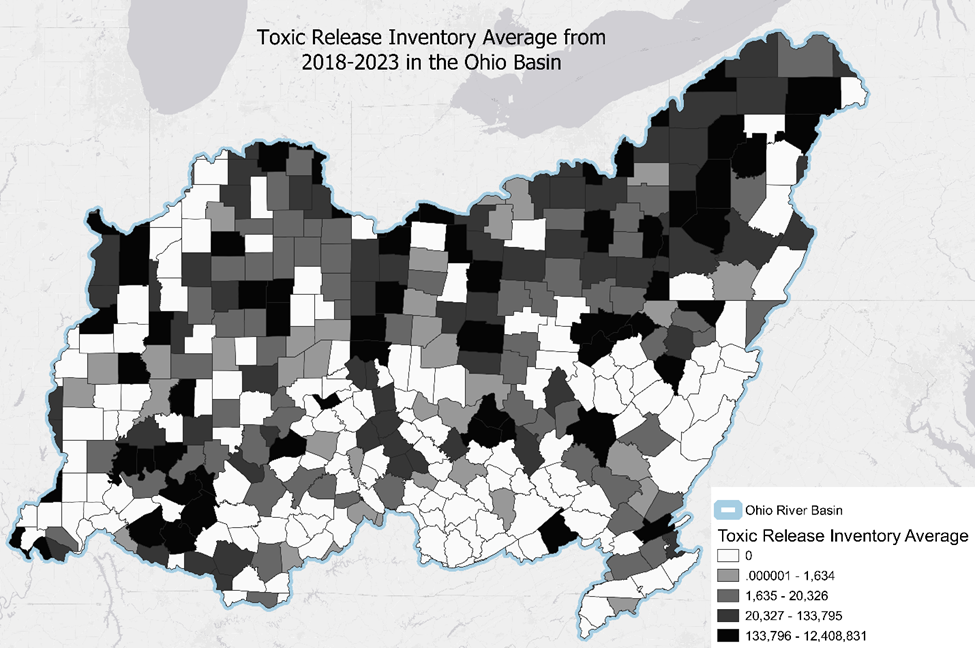 Toxic Release Inventory Average from
2018-2023 in the Ohio Basin
Ohio River Basin
Toxic Release Inventory Average
0
.000001 - 1,634
1,635 - 20,326
20,327 - 133,795
133,796 - 12,408,831